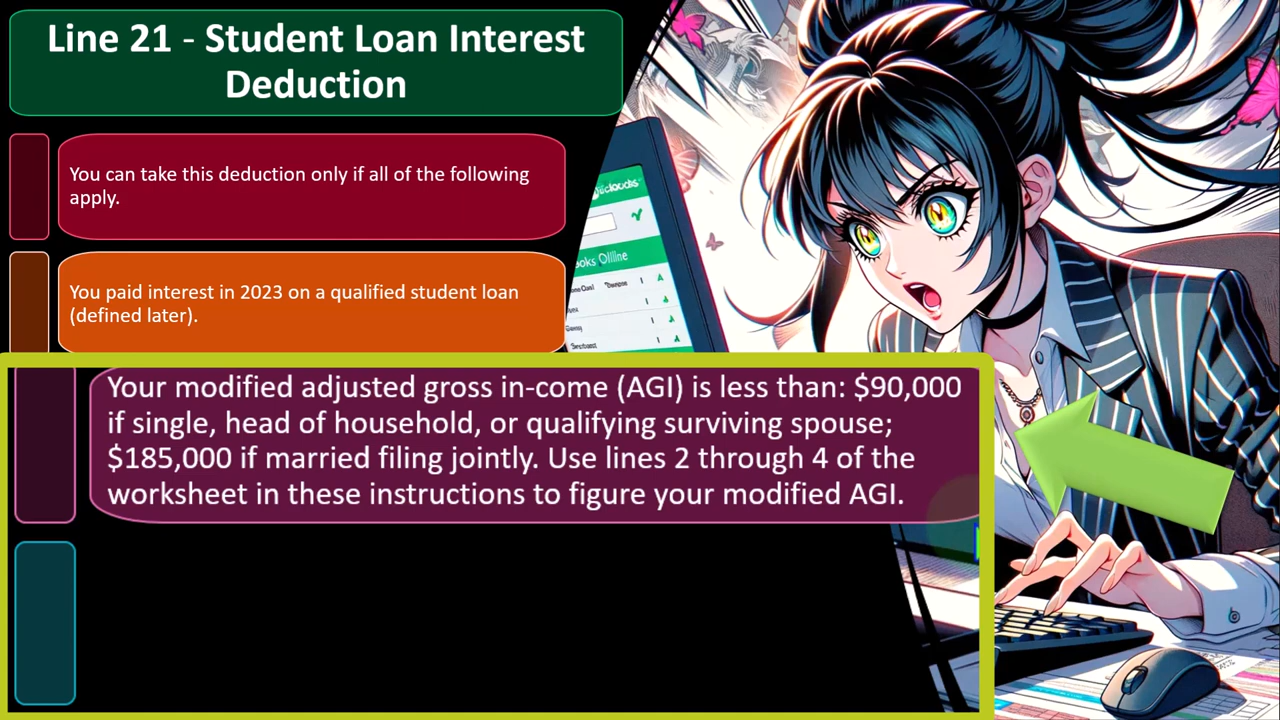 Line 21 - Student Loan Interest
Deduction
You can take this deduction only if all of the following
apply.
You paid interest in 2023 on a qualified student loan
(defined later).
Your modified adjusted gross in-come (AGI) is less than: $90,000
if single, head of household, or qualifying surviving spouse;
$185,000 if married filing jointly. Use lines 2 through 4 of the
worksheet in these instructions to figure your modified AGI.